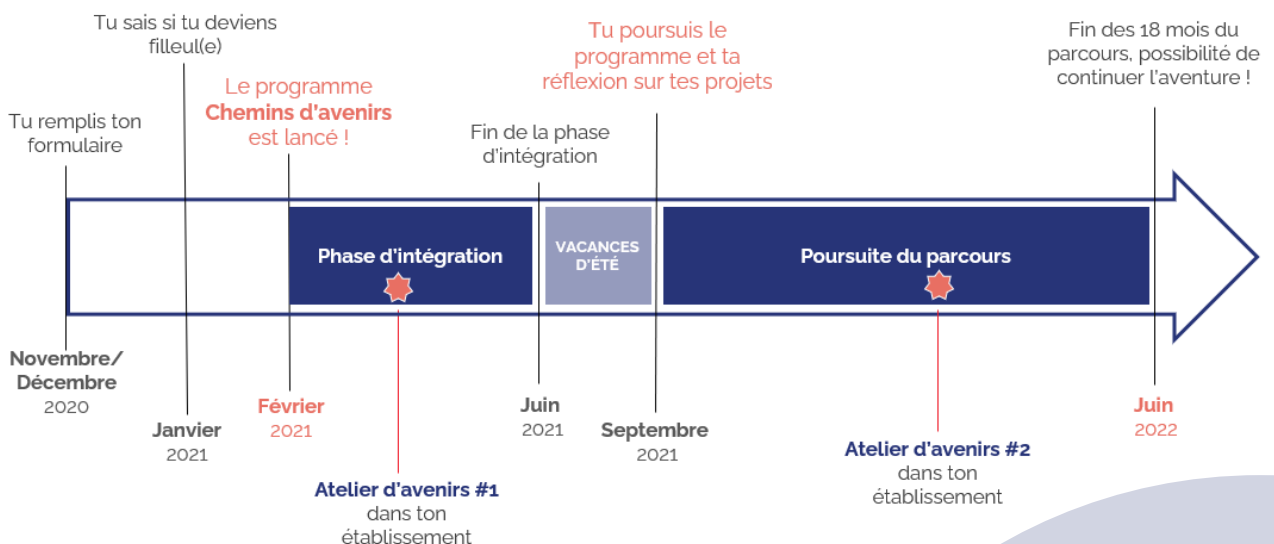 Tu sais si tu deviens
filleul(e)
Tu remplis ton
formulaire
Le programme
Chemins d'avenirs
est lancé !
Fin de la phase
d'intégration
Tu poursuis le
programme et ta
réflexion sur tes projets
Fin des 18 mois du
parcours, possibilité de
continuer l'aventure !
Phase d'intégration
VACANCES
D'ÉTÉ
Poursuite du parcours
Novembre/
Décembre
2020
Janvier
2021
Février
2021
Atelier d'avenirs #1
dans ton
établissement
Juin
2021
Septembre
2021
Atelier d'avenirs #2
dans ton
établissement
Juin
2022